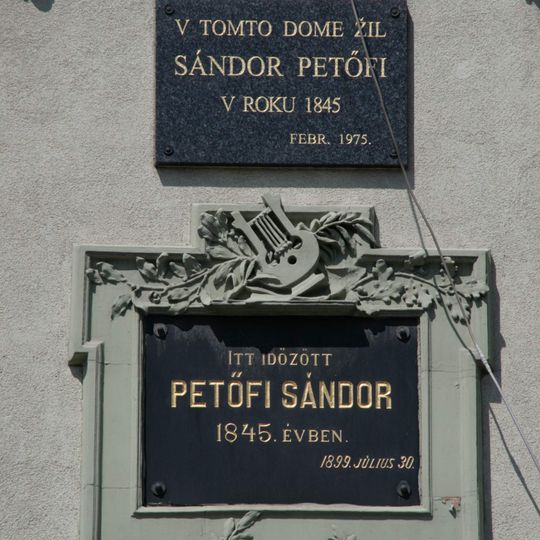 V TOMTO DOME ŽIL
SÁNDOR PETŐFI
V ROKU 1845
FEBR. 1975.
ITT IDŐZÖTT
PETŐFI SÁNDOR
1845. ÉVBEN.
1899. JÚLIUS 30.